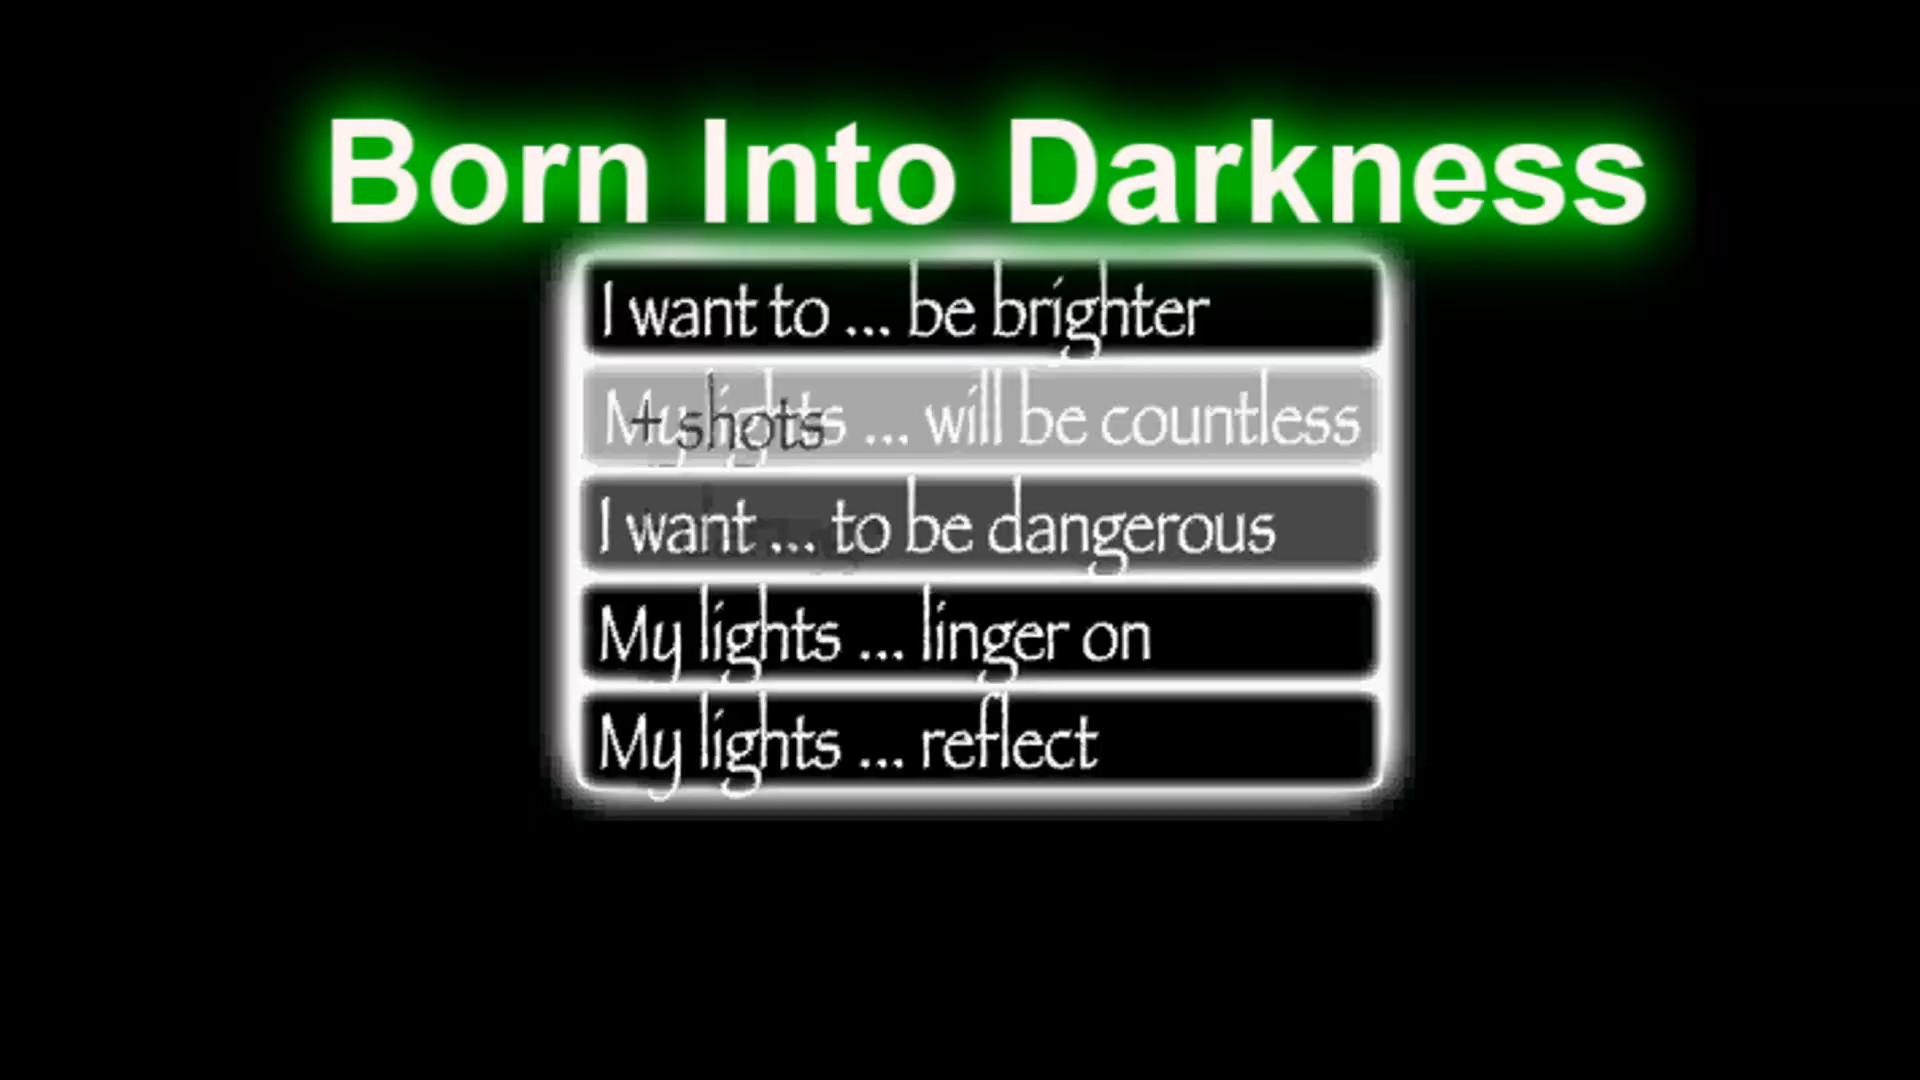 Born Into Darkness
I want to ... be brighter
My lights ... will be countless
+ shots
I want ... to be dangerous
My lights ... linger on
My lights ... reflect